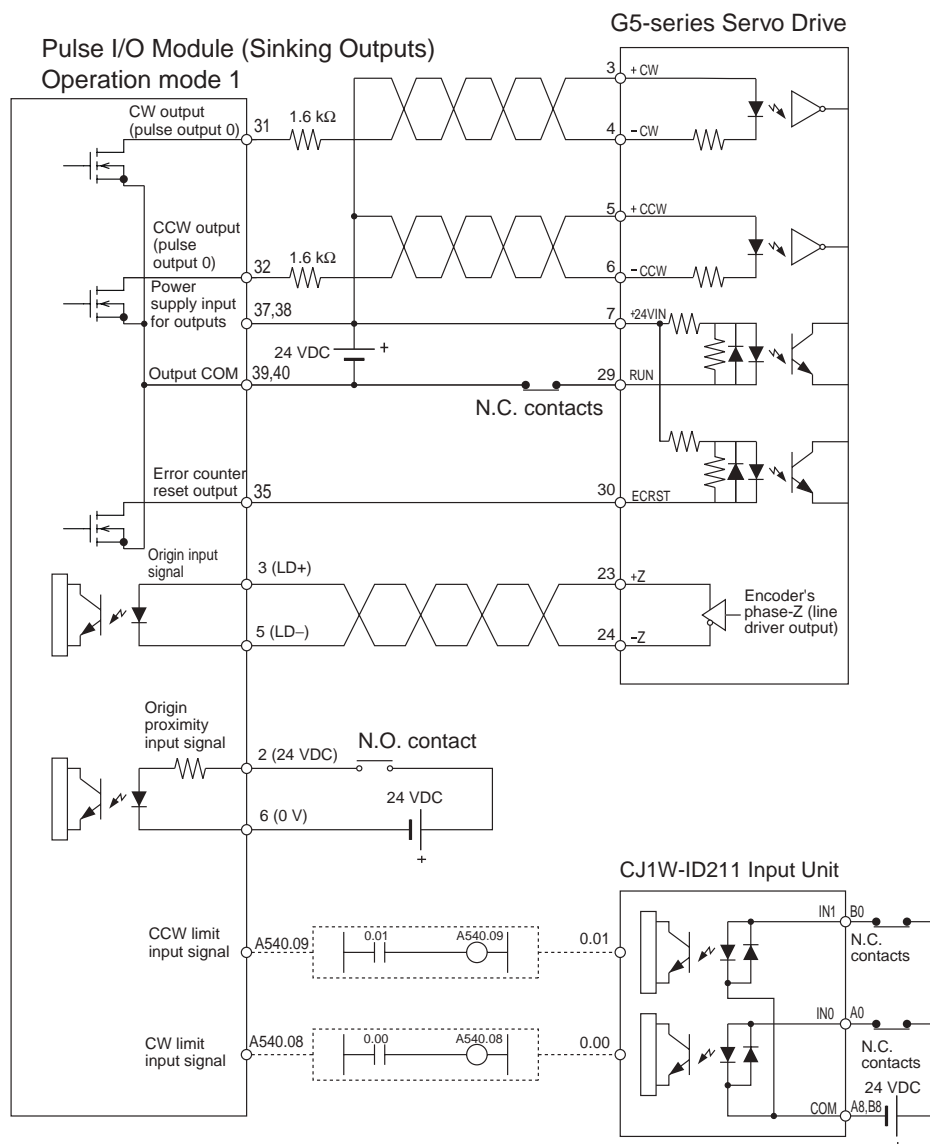 G5-series Servo Drive
Pulse I/O Module (Sinking Outputs)
Operation mode 1
CW output
(pulse output 0)
31
1.6 kΩ
3
+ CW
4
− CW
CCW output
(pulse
output 0)
32
1.6 kΩ
5
+ CCW
6
− CCW
Power
supply input
for outputs
37,38
7
+24VIN
24 VDC
+
Output COM
39,40
N.C. contacts
29
RUN
Error counter
reset output
35
30
ECRST
Origin input
signal
3 (LD+)
5 (LD−)
23
+Z
24
−Z
Encoder's
phase-Z (line
driver output)
Origin
proximity
input signal
2 (24 VDC)
N.O. contact
6 (0 V)
24 VDC
+
CJ1W-ID211 Input Unit
CCW limit
input signal
A540.09
0.01
A540.09
0.01
IN1
B0
N.C.
contacts
CW limit
input signal
A540.08
0.00
A540.08
0.00
IN0
A0
N.C.
contacts
24 VDC
COM
A8,B8
+